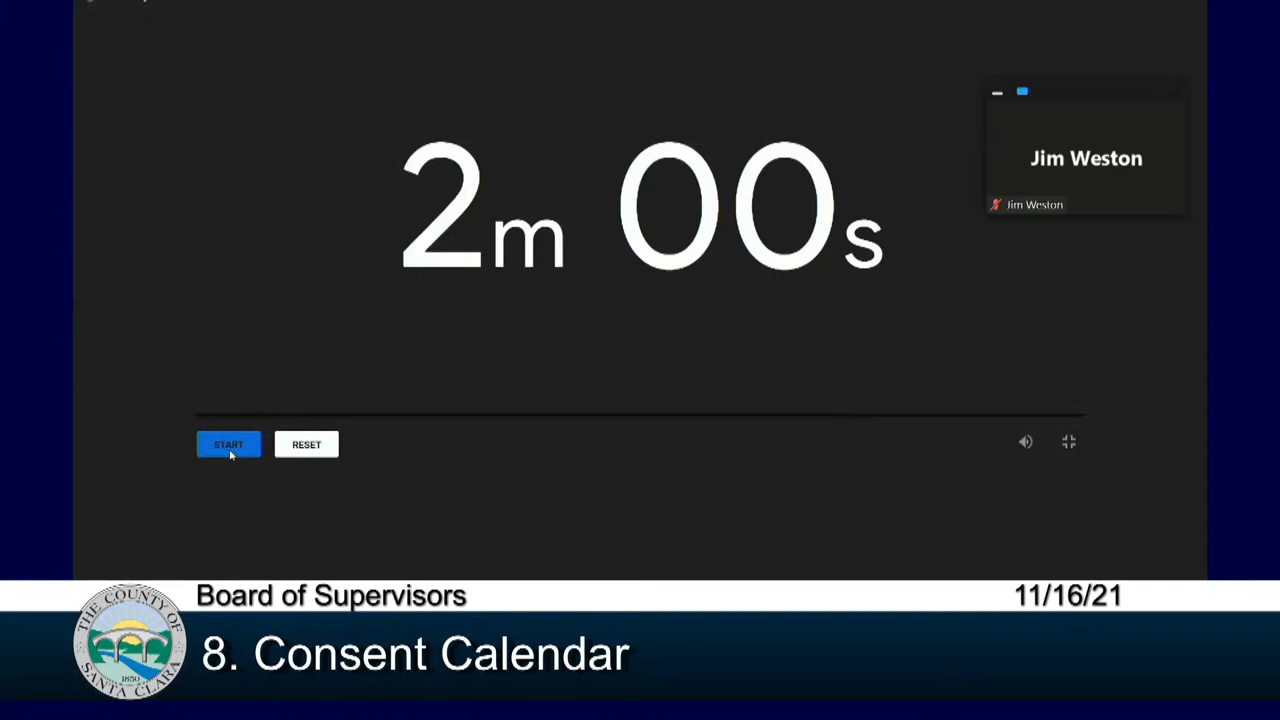 2m 00s
Jim Weston
Jim Weston
START
RESET
Board of Supervisors
11/16/21
8. Consent Calendar
THE COUNTY OF
SANTA CLARA
1850